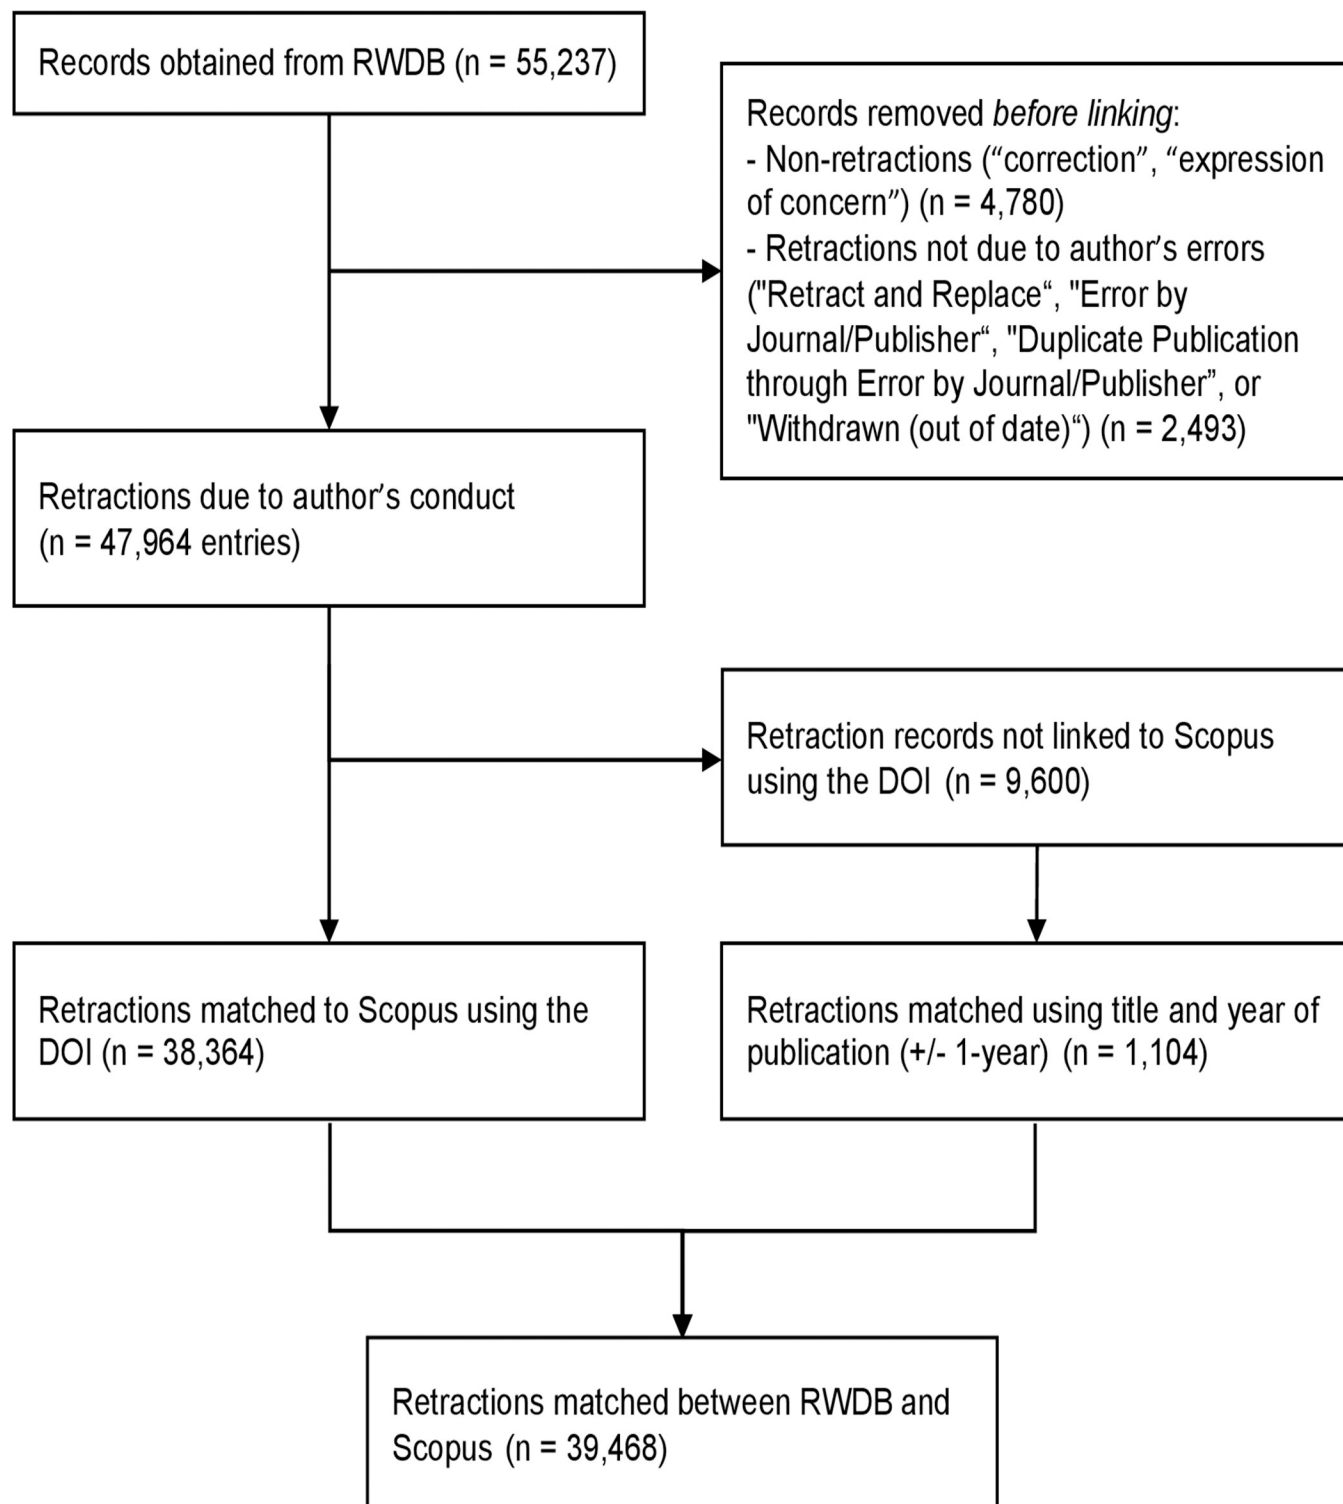 Records obtained from RWDB (n = 55,237)
Records removed before linking:
- Non-retractions (“correction”, “expression
of concern”) (n = 4,780)
- Retractions not due to author’s errors
("Retract and Replace“, "Error by
Journal/Publisher“, "Duplicate Publication
through Error by Journal/Publisher”, or
"Withdrawn (out of date)“) (n = 2,493)
Retractions due to author’s conduct
(n = 47,964 entries)
Retraction records not linked to Scopus
using the DOI (n = 9,600)
Retractions matched to Scopus using the
DOI (n = 38,364)
Retractions matched using title and year of
publication (+/- 1-year) (n = 1,104)
Retractions matched between RWDB and
Scopus (n = 39,468)